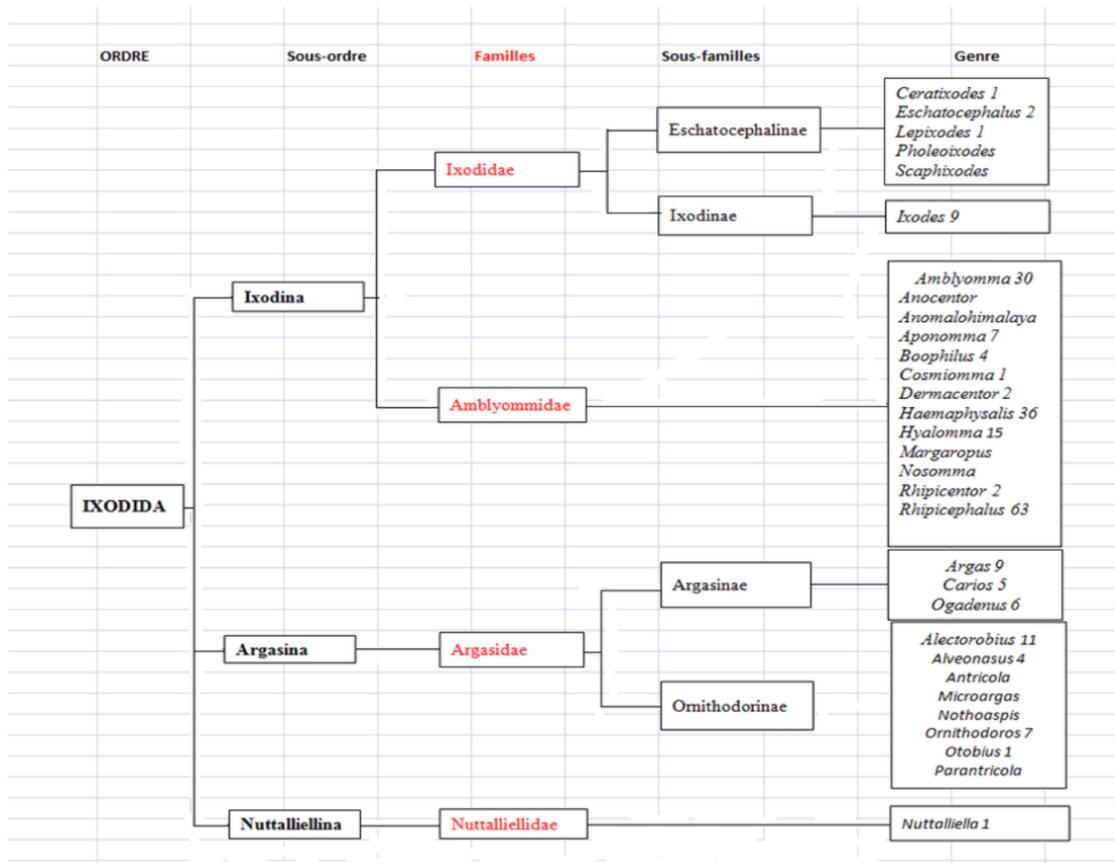 ORDRE Sous-ordre Familles Sous-familles Genre
Ceratixodes 1
Eschatocephalus 2
Lepixodes 1
Pholeoixodes
Scaphixodes
Eschatocephalinae
Ixodidae
Ixodinae
Ixodes 9
Ixodina
Amblyomma 30
Anocentor
Anomalohimalaya
Aponomma 7
Boophilus 4
Cosmiomma 1
Dermacentor 2
Haemaphysalis 36
Hyalomma 15
Margaropus
Nosomma
Rhipicentor 2
Rhipicephalus 63
Amblyommidae
IXODIDA
Argasinae
Argas 9
Carios 5
Ogadenus 6
Argasina
Argasidae
Ornithodorinae
Alectorobius 11
Alveonasus 4
Antricola
Microargas
Nothoaspis
Ornithodoros 7
Otobius 1
Parantricola
Nuttalliellina
Nuttalliellidae
Nuttalliella 1